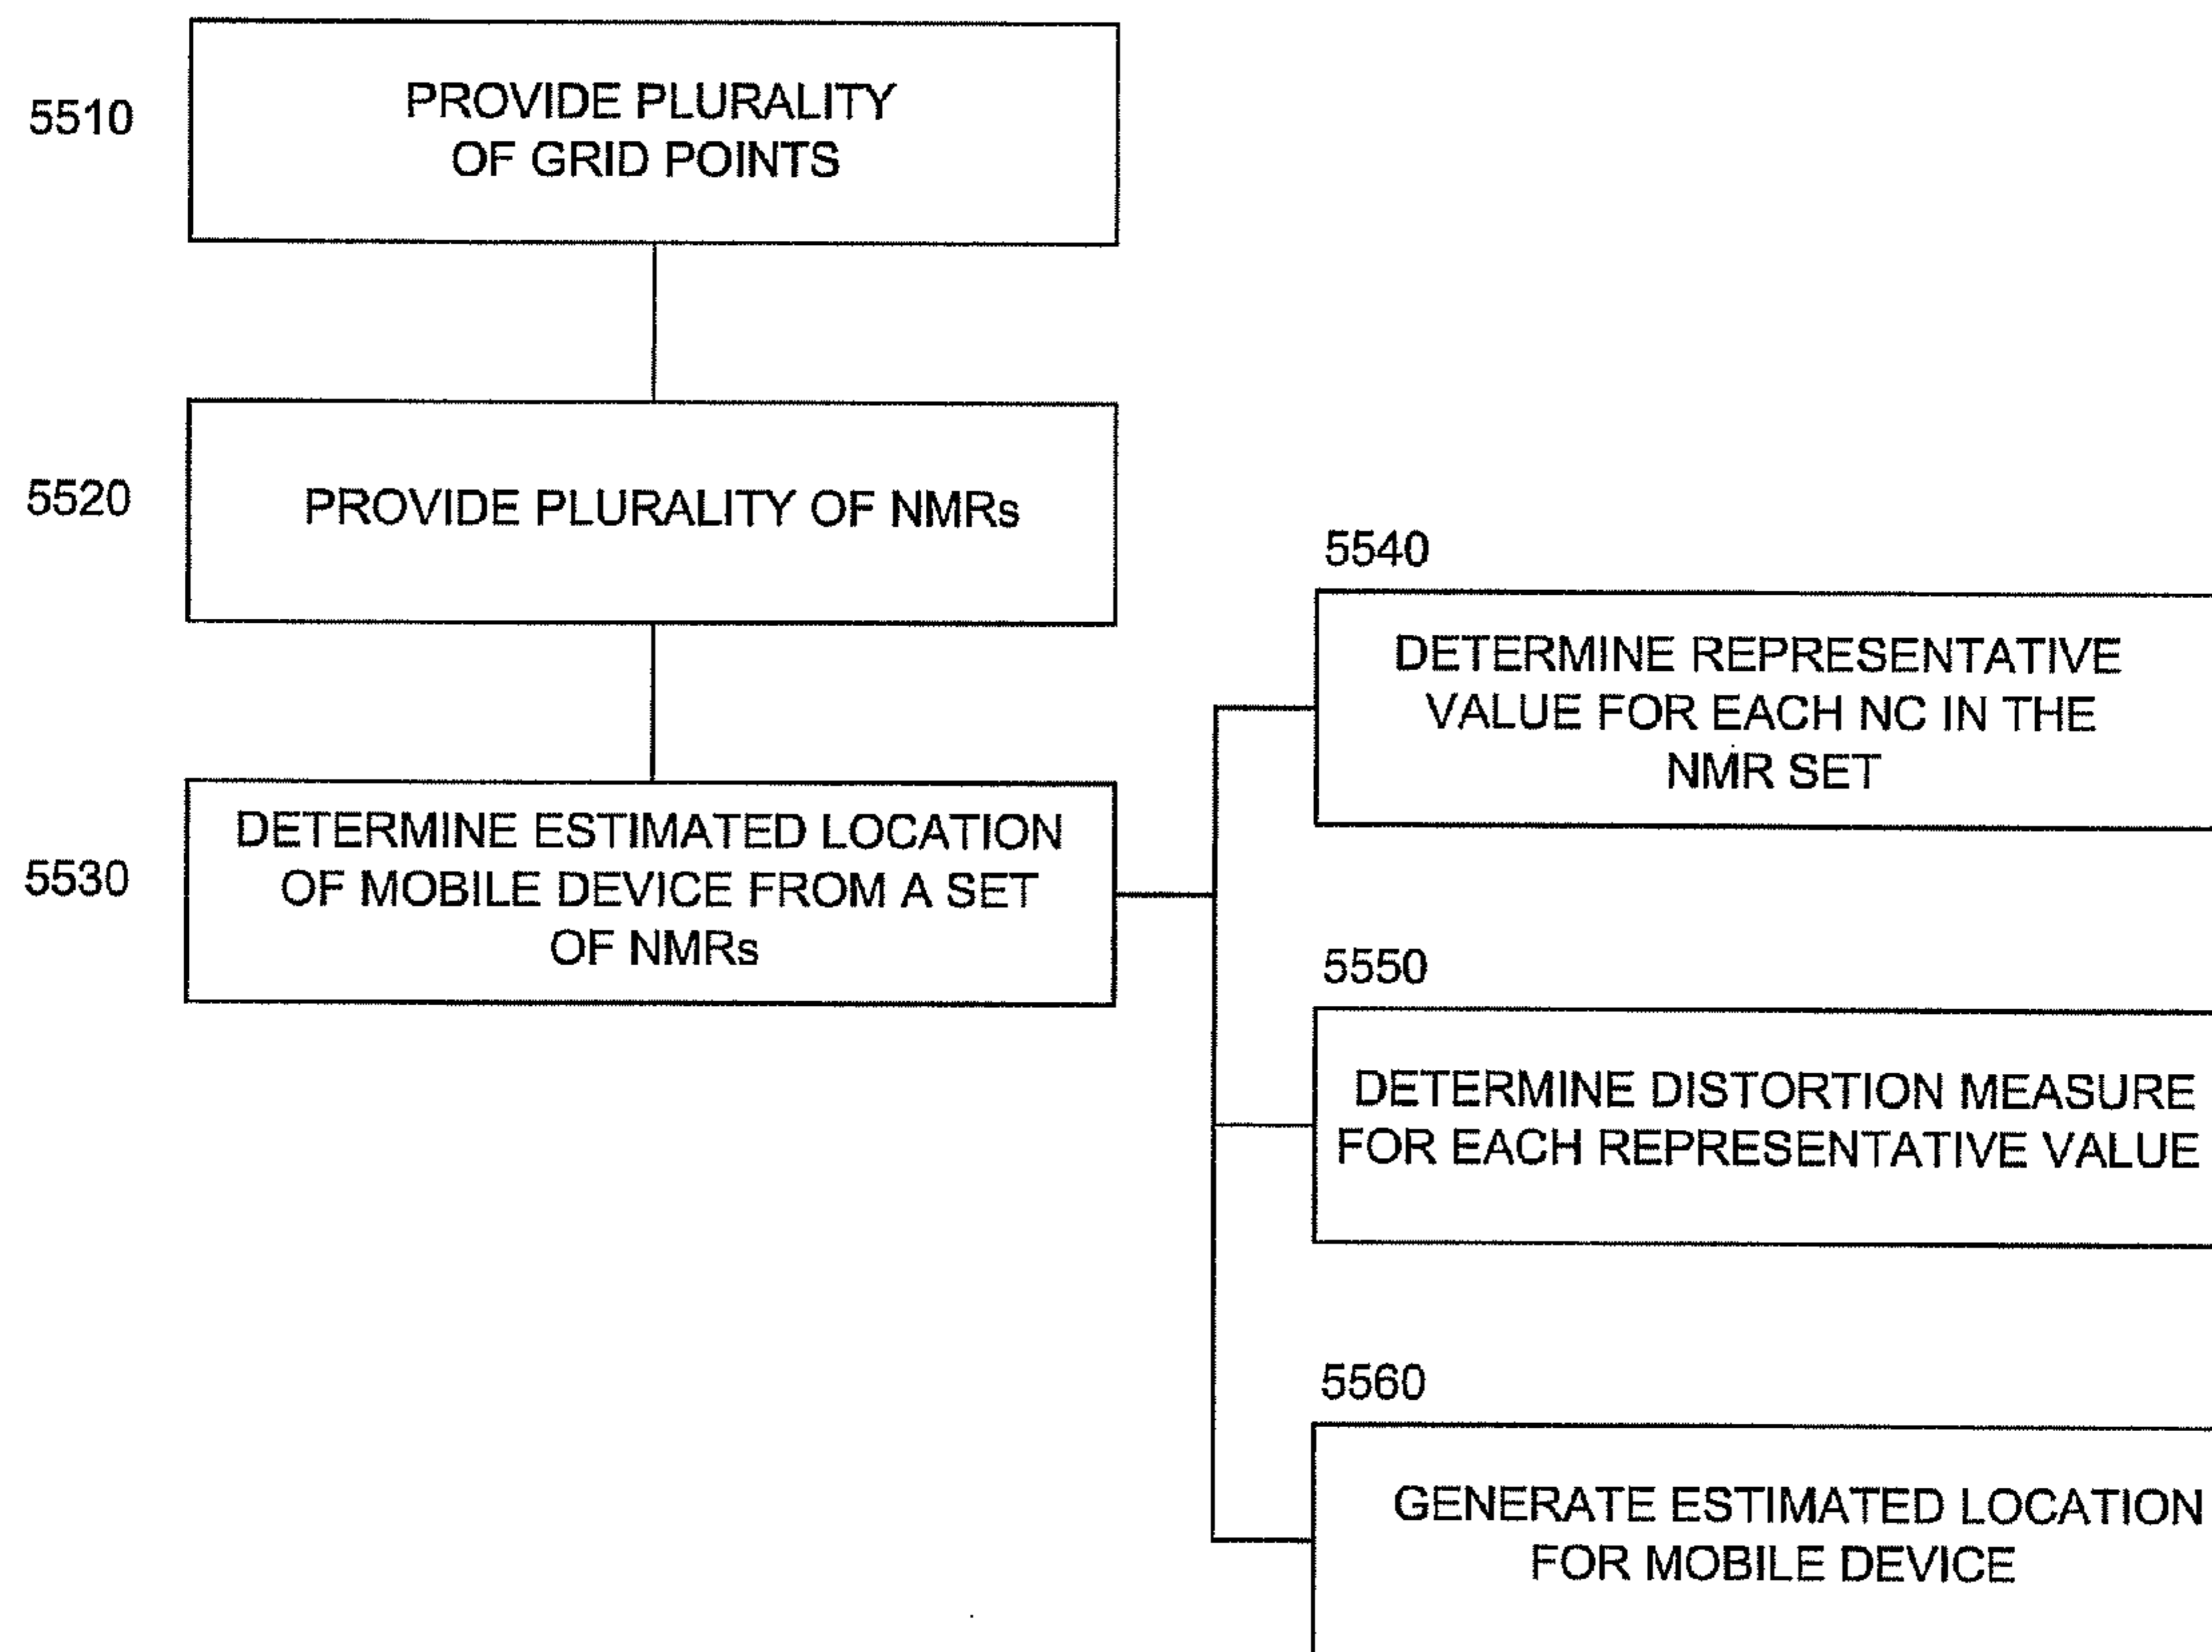 5510
PROVIDE PLURALITY
OF GRID POINTS
5520
PROVIDE PLURALITY OF NMRs
5530
DETERMINE ESTIMATED LOCATION
OF MOBILE DEVICE FROM A SET
OF NMRs
5540
DETERMINE REPRESENTATIVE
VALUE FOR EACH NC IN THE
NMR SET
5550
DETERMINE DISTORTION MEASURE
FOR EACH REPRESENTATIVE VALUE
5560
GENERATE ESTIMATED LOCATION
FOR MOBILE DEVICE